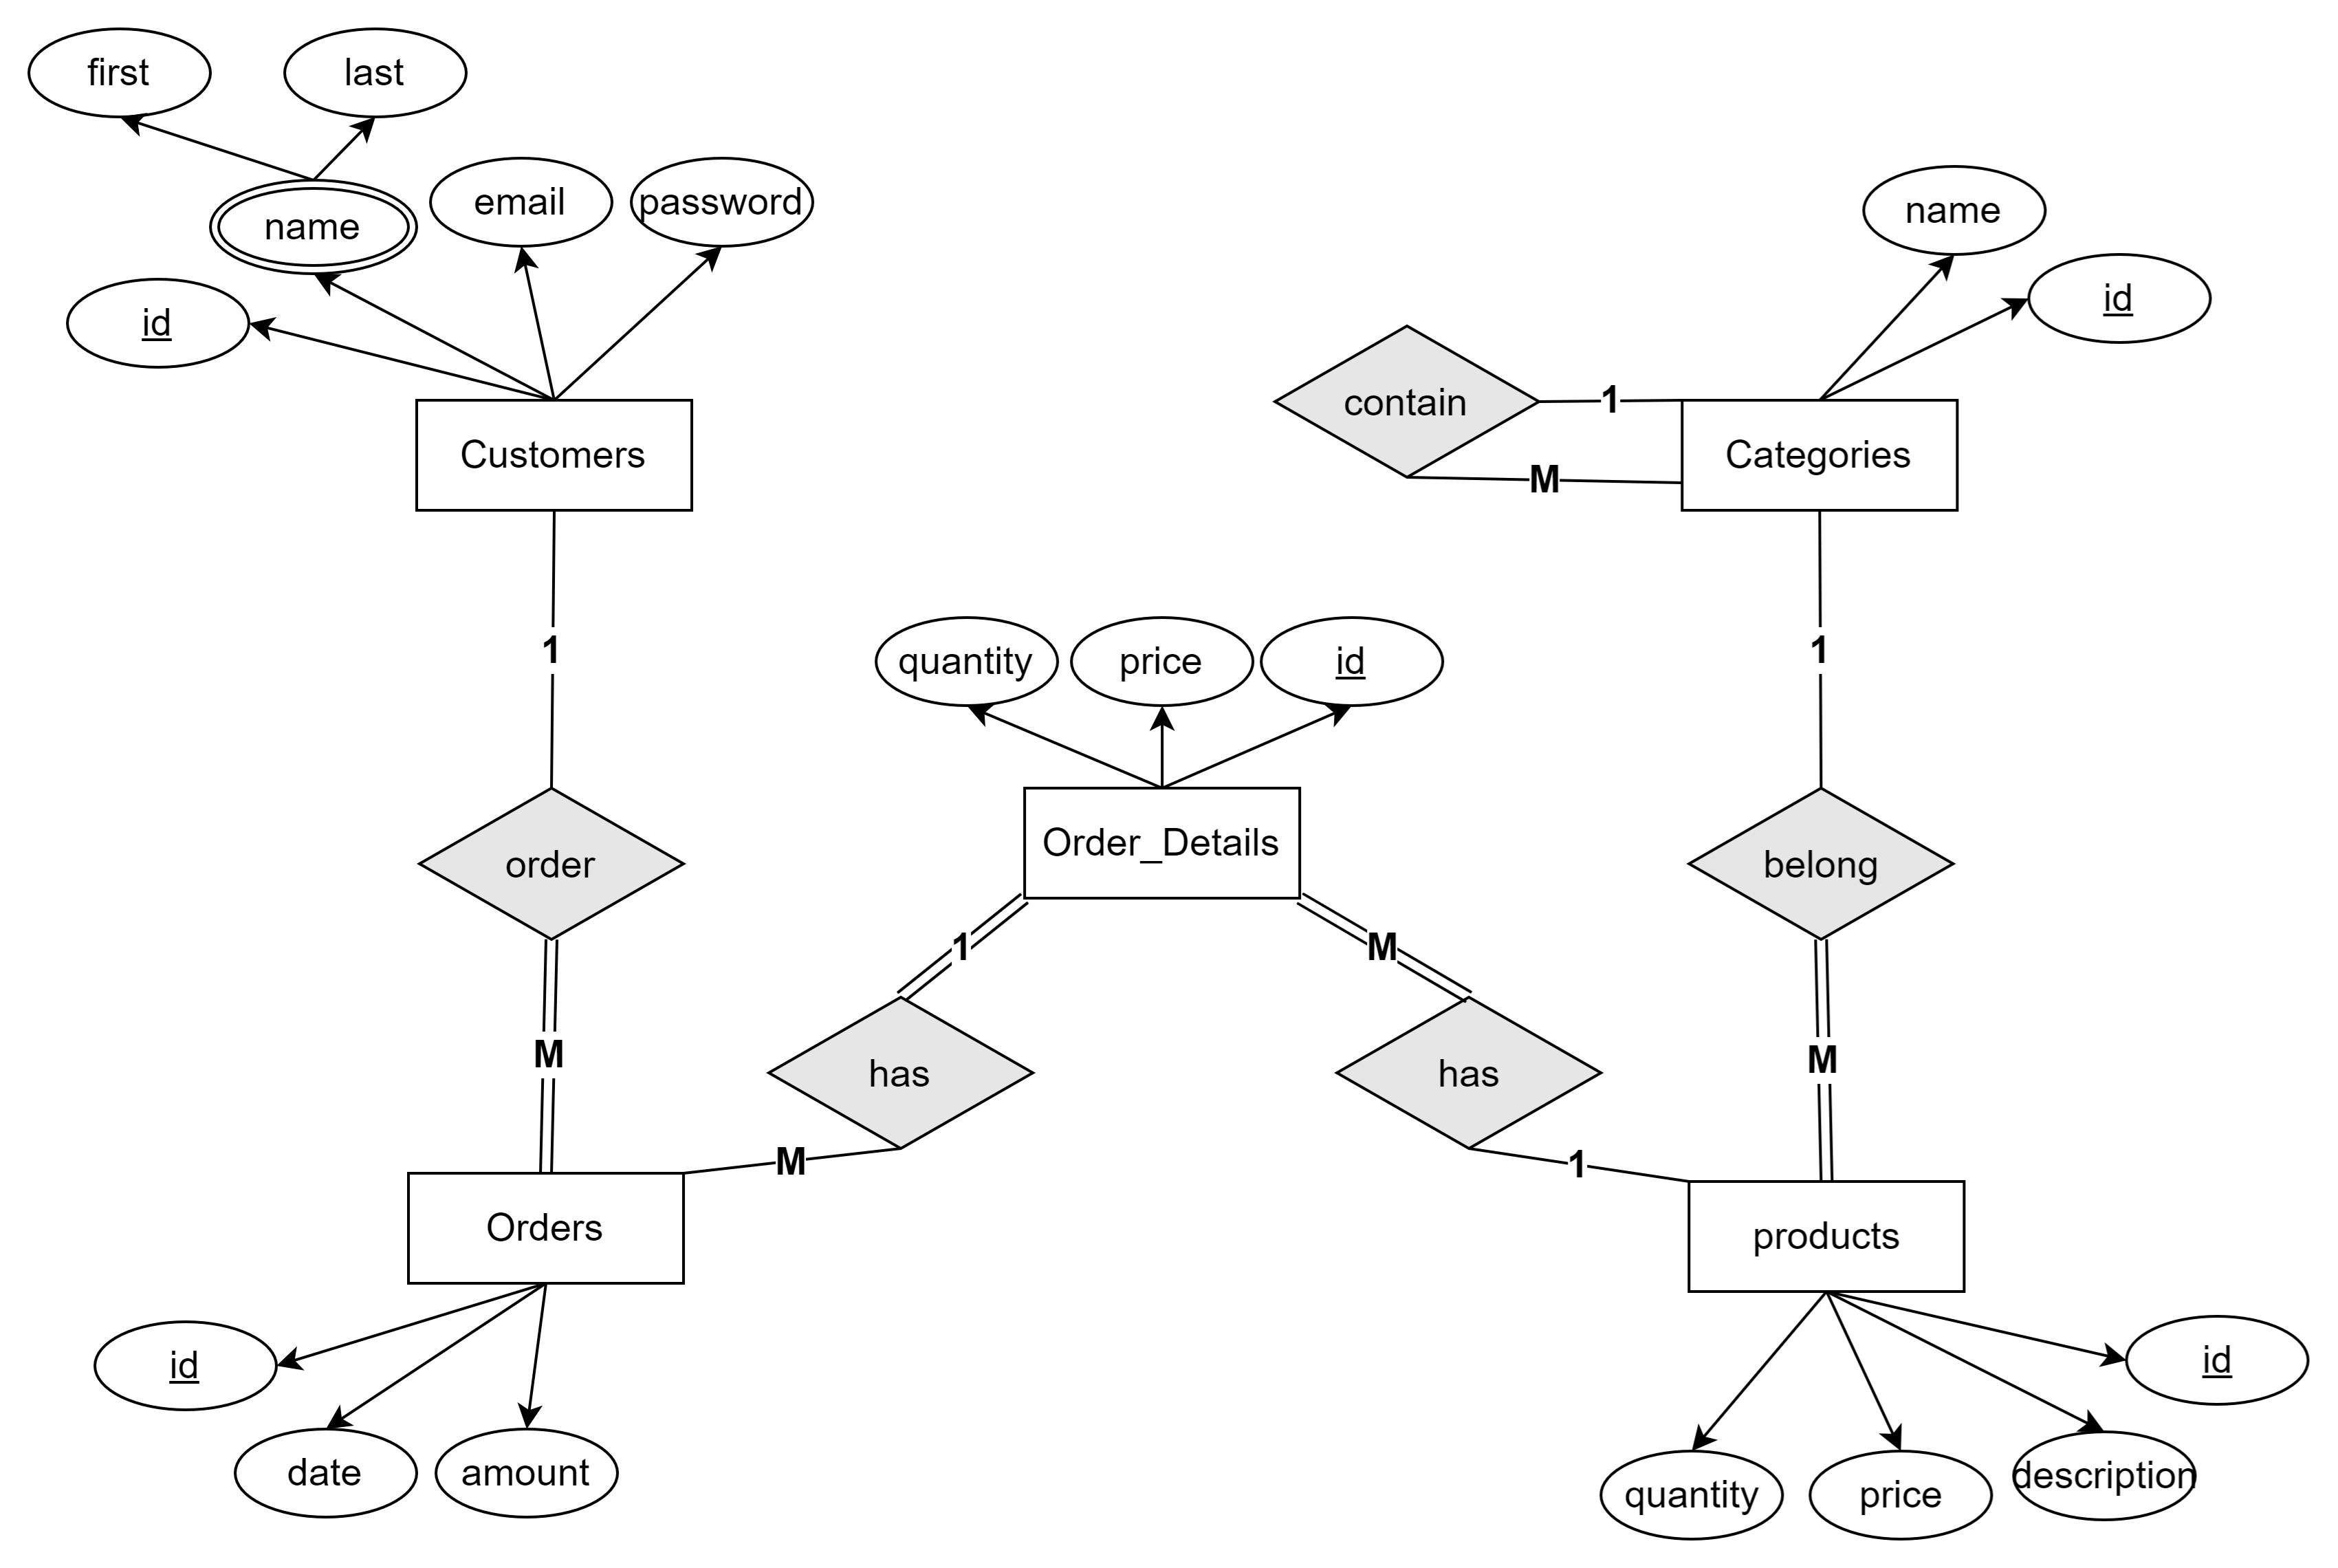 first
last
name
email
password
id
Customers
name
id
contain
1
M
Categories
1
1
quantity
price
id
Order_Details
order
belong
1
M
M
M
has
has
M
1
Orders
products
id
date
amount
quantity
price
description
id